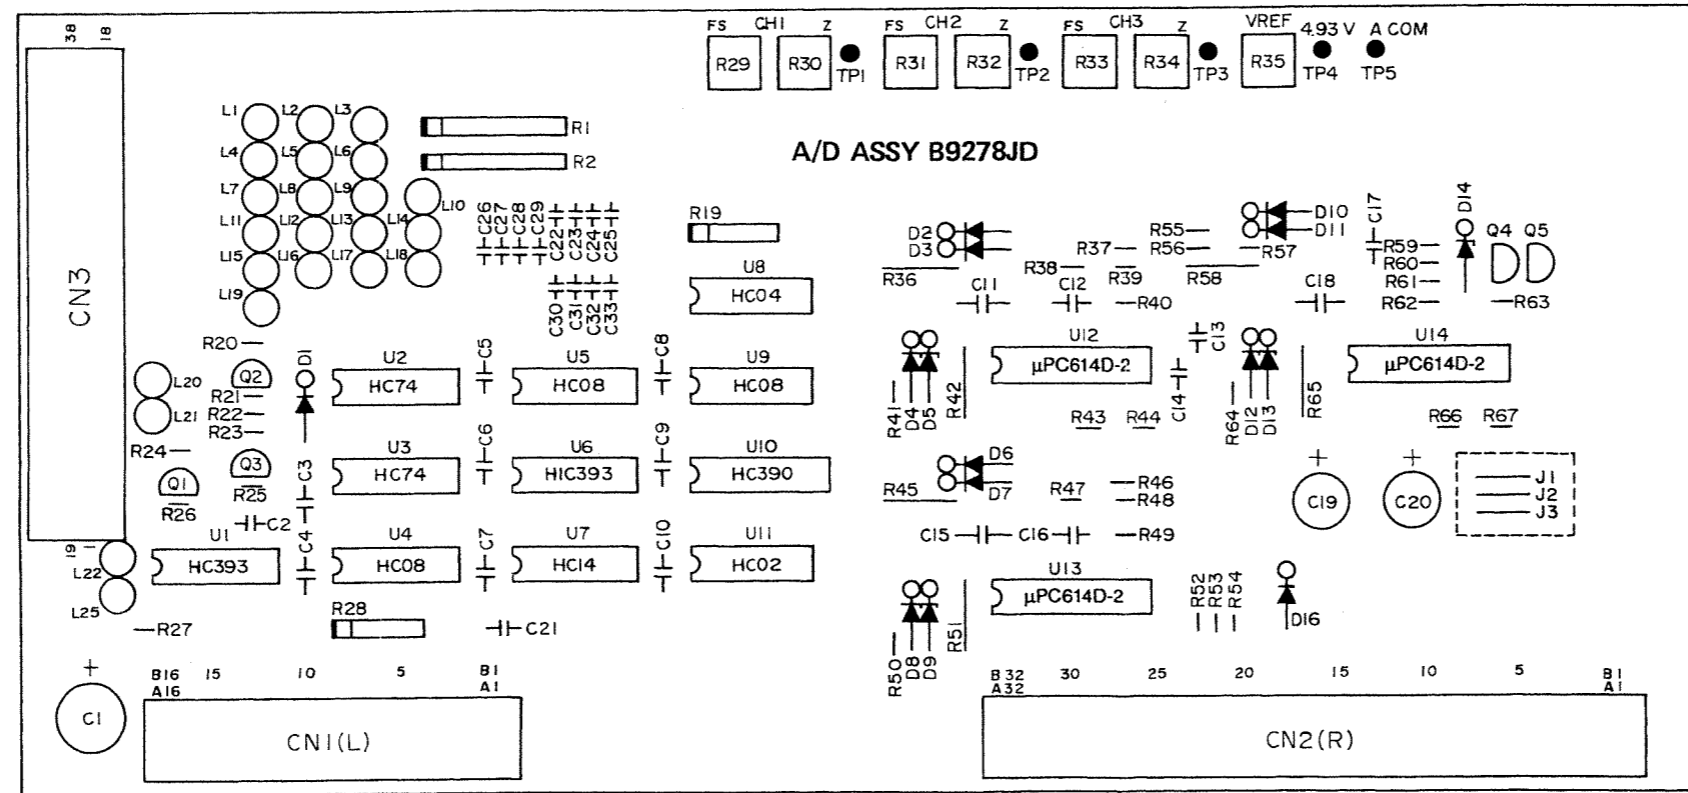 38 18
FS CH1 Z
FS CH2 Z
FS CH3 Z
VREF 4.93 V A COM
R29 R30 TP1 R31 R32 TP2 R33 R34 TP3 R35 TP4 TP5
A/D ASSY B9278JD
CN3
L1 L2 L3
R1
L4 L5 L6
R2
L7 L8 L9 L10
L11 L12 L13 L14
L15 L16 L17 L18
L19
C26 C27 C28 C29 C22 C23 C24 C25
C30 C31 C32 C33
R19
U8
HC04
D2
D3
R36
C11
R37
R38 R39
C12
R40
R55
R56
R57
R58
D10
D11
C17
R59
R60
R61
R62
D14
Q4 Q5
R63
C18
R20
Q2
R21
R22
R23
L20
L21
R24
Q1
R26
Q3
R25
D1
U2
HC74
C5
U5
HC08
C8
U9
HC08
U12
µPC614D-2
C13
C14
U14
µPC614D-2
R41 D4 D5 R42
R43 R44
R64 D12 D13 R65
R66 R67
C3
U3
HC74
C6
U6
HIC393
C9
U10
HC390
D6
D7
R45
R46
R47 R48
+ +
C19 C20
J1
J2
J3
C2
19 1
L22
L25
U1
HC393
C4
U4
HC08
C7
U7
HC14
C10
U11
HC02
C15 C16 R49
U13
µPC614D-2
R50 D8 D9 R51
R52 R53 R54
D16
R27
R28
C21
+
C1
B16 15 10 5 B1
A16 A1
CN1(L)
B32 30 25 20 15 10 5 B1
A32 A1
CN2(R)